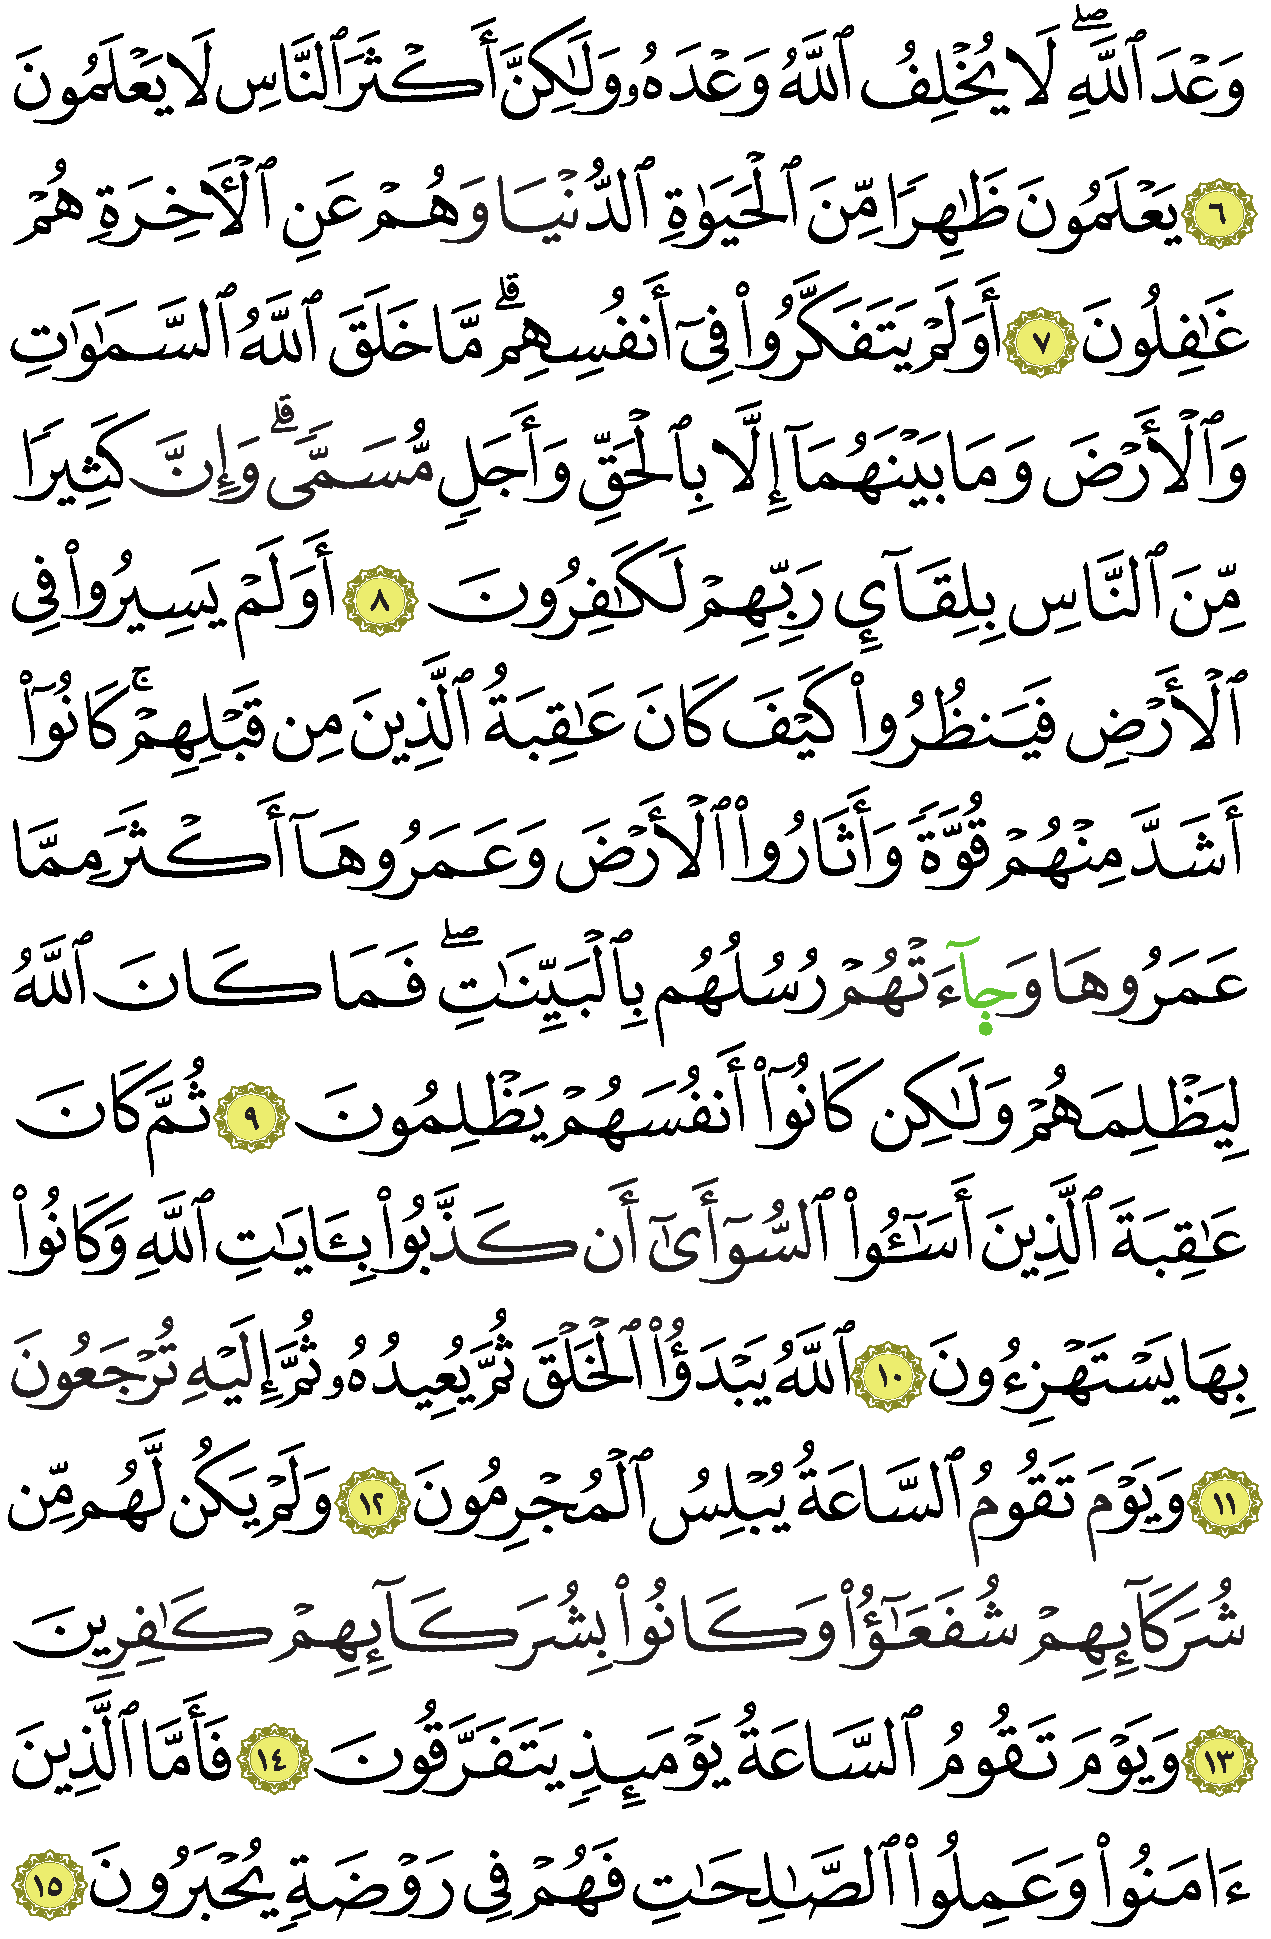 وَعْدَ ٱللَّهِ ۖ لَا يُخْلِفُ ٱللَّهُ وَعْدَهُۥ وَلَٰكِنَّ أَكْثَرَ ٱلنَّاسِ لَا يَعْلَمُونَ
٦ يَعْلَمُونَ ظَٰهِرًا مِّنَ ٱلْحَيَوٰةِ ٱلدُّنْيَا وَهُمْ عَنِ ٱلْأٓخِرَةِ هُمْ
غَٰفِلُونَ ٧ أَوَلَمْ يَتَفَكَّرُوا۟ فِىٓ أَنفُسِهِم ۗ مَّا خَلَقَ ٱللَّهُ ٱلسَّمَٰوَٰتِ
وَٱلْأَرْضَ وَمَا بَيْنَهُمَآ إِلَّا بِٱلْحَقِّ وَأَجَلٍ مُّسَمًّى ۗ وَإِنَّ كَثِيرًا
مِّنَ ٱلنَّاسِ بِلِقَآئِ رَبِّهِمْ لَكَٰفِرُونَ ٨ أَوَلَمْ يَسِيرُوا۟ فِى
ٱلْأَرْضِ فَيَنظُرُوا۟ كَيْفَ كَانَ عَٰقِبَةُ ٱلَّذِينَ مِن قَبْلِهِمْ ۚ كَانُوٓا۟
أَشَدَّ مِنْهُمْ قُوَّةً وَأَثَارُوا۟ ٱلْأَرْضَ وَعَمَرُوهَآ أَكْثَرَ مِمَّا
عَمَرُوهَا وَجَآءَتْهُمْ رُسُلُهُم بِٱلْبَيِّنَٰتِ ۖ فَمَا كَانَ ٱللَّهُ
لِيَظْلِمَهُمْ وَلَٰكِن كَانُوٓا۟ أَنفُسَهُمْ يَظْلِمُونَ ٩ ثُمَّ كَانَ
عَٰقِبَةَ ٱلَّذِينَ أَسَٰٓـُٔوا۟ ٱلسُّوٓأَىٰٓ أَن كَذَّبُوا۟ بِـَٔايَٰتِ ٱللَّهِ وَكَانُوا۟
بِهَا يَسْتَهْزِءُونَ ١٠ ٱللَّهُ يَبْدَؤُا۟ ٱلْخَلْقَ ثُمَّ يُعِيدُهُۥ ثُمَّ إِلَيْهِ تُرْجَعُونَ
١١ وَيَوْمَ تَقُومُ ٱلسَّاعَةُ يُبْلِسُ ٱلْمُجْرِمُونَ ١٢ وَلَمْ يَكُن لَّهُم مِّن
شُرَكَآئِهِمْ شُفَعَٰٓؤُا۟ وَكَانُوا۟ بِشُرَكَآئِهِمْ كَٰفِرِينَ
١٣ وَيَوْمَ تَقُومُ ٱلسَّاعَةُ يَوْمَئِذٍ يَتَفَرَّقُونَ ١٤ فَأَمَّا ٱلَّذِينَ
ءَامَنُوا۟ وَعَمِلُوا۟ ٱلصَّٰلِحَٰتِ فَهُمْ فِى رَوْضَةٍ يُحْبَرُونَ ١٥